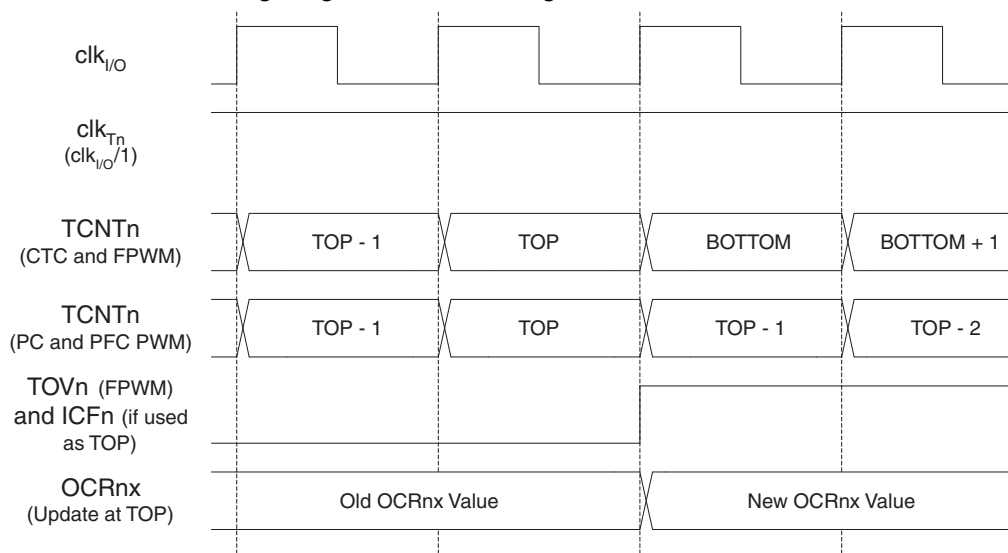 clkI/O
clkTn
(clkI/O/1)
TCNTn
(CTC and FPWM)
TOP - 1
TOP
BOTTOM
BOTTOM + 1
TCNTn
(PC and PFC PWM)
TOP - 1
TOP
TOP - 1
TOP - 2
TOVn (FPWM)
and ICFn (if used
as TOP)
OCRnx
(Update at TOP)
Old OCRnx Value
New OCRnx Value